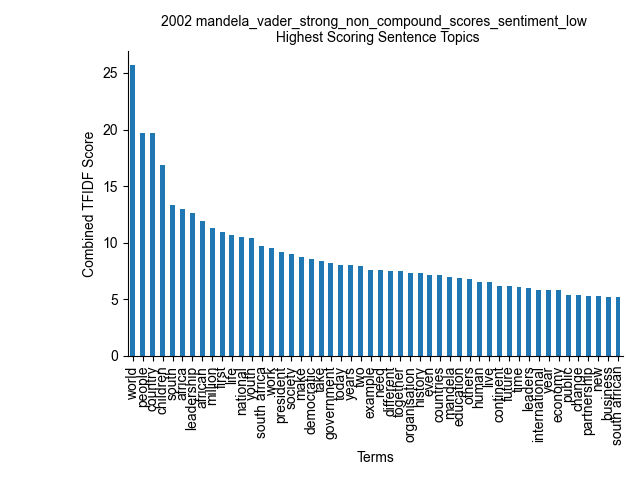 2002 mandela_vader_strong_non_compound_scores_sentiment_low
Highest Scoring Sentence Topics
Combined TFIDF Score
25
20
15
10
5
0
world
people
country
children
south
africa
leadership
african
million
first
life
national
youth
south africa
work
president
society
make
democratic
take
government
today
years
two
example
need
different
together
organisation
history
even
countries
mandela
education
others
human
live
continent
future
time
leaders
international
year
economy
public
change
partnership
new
business
south african
Terms